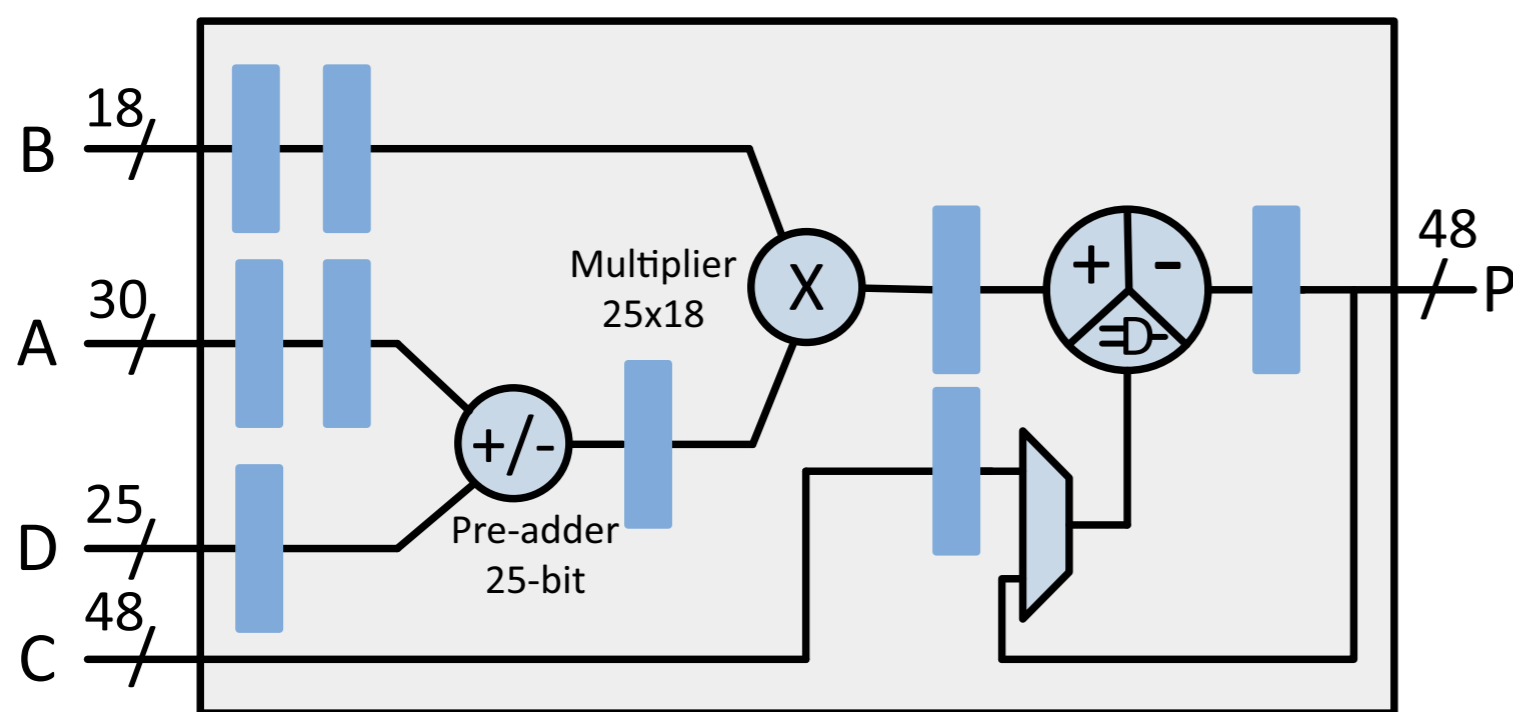 18
B
Multiplier
25x18
X
+ -
48
P
30
A
+/-
Pre-adder
25-bit
25
D
48
C